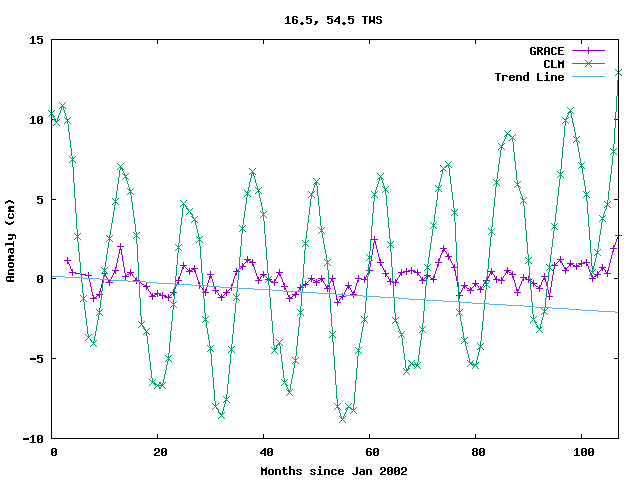 16.5, 54.5 TWS
15
GRACE
CLM
Trend Line
10
5
0
-5
-10
Anomaly (cm)
0 20 40 60 80 100
Months since Jan 2002